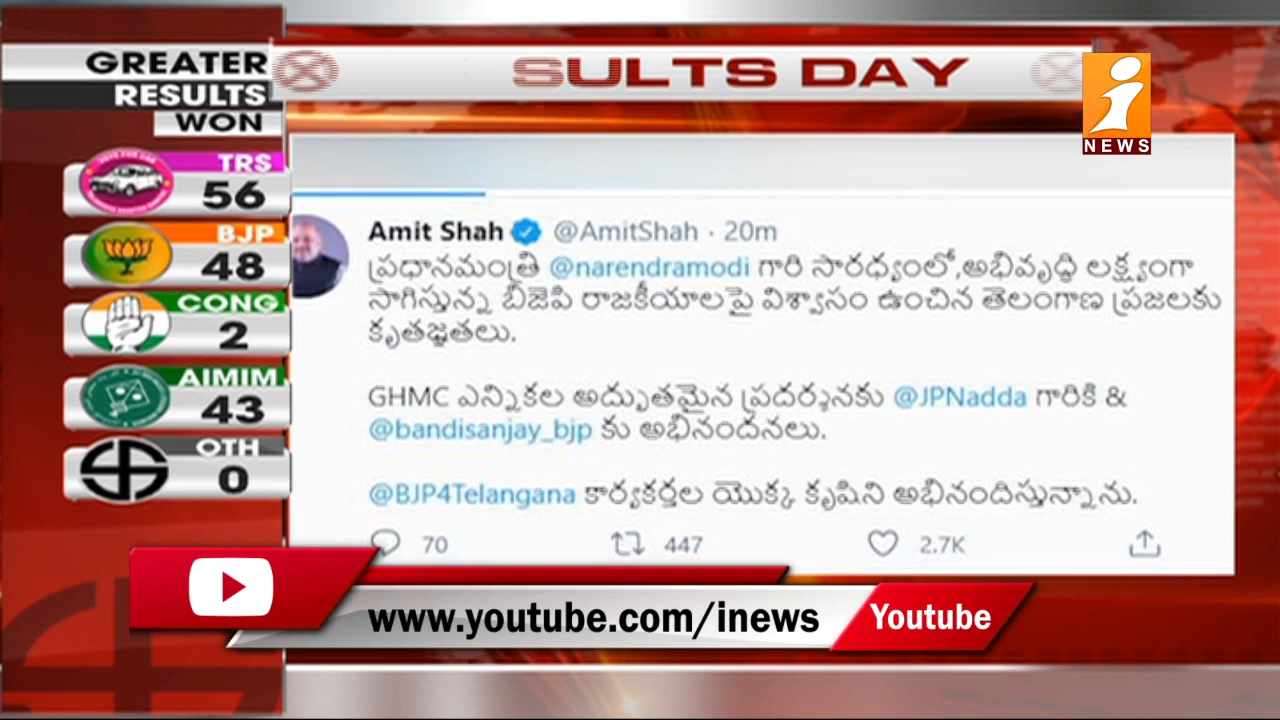 GREATER
RESULTS
WON
SULTS DAY
i
NEWS
TRS
56
BJP
48
CONG
2
AIMIM
43
OTH
0
Amit Shah @AmitShah · 20m
ప్రధానమంత్రి @narendramodi గారి సారధ్యంలో,అభివృద్ధి లక్ష్యంగా
సాగిస్తున్న బీజెపి రాజకీయాలపై విశ్వాసం ఉంచిన తెలంగాణ ప్రజలకు
కృతజ్ఞతలు.
GHMC ఎన్నికల అద్భుతమైన ప్రదర్శనకు @JPNadda గారికి &
@bandisanjay_bjp కు అభినందనలు.
@BJP4Telangana కార్యకర్తల యొక్క కృషిని అభినందిస్తున్నాను.
70 447 2.7K
www.youtube.com/inews Youtube